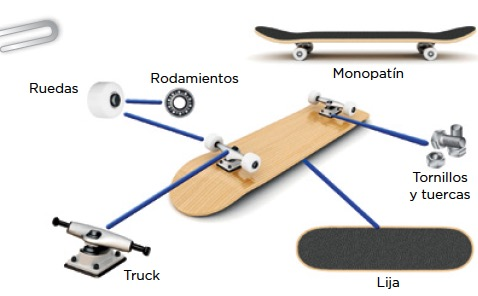 Ruedas
Rodamientos
Monopatín
Tornillos
y tuercas
Truck
Lija